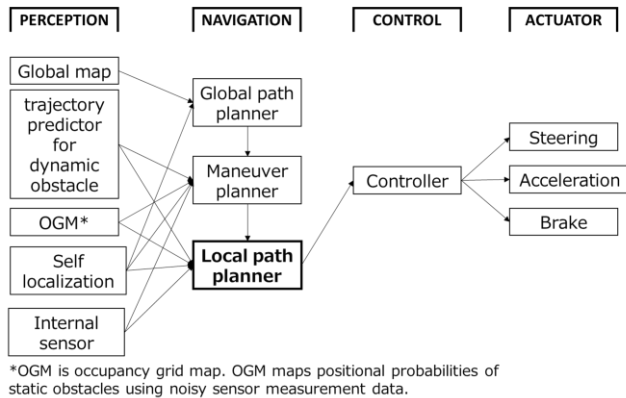 PERCEPTION
NAVIGATION
CONTROL
ACTUATOR
Global map
trajectory
predictor
for
dynamic
obstacle
OGM*
Self
localization
Internal
sensor
Global path
planner
Maneuver
planner
Local path
planner
Controller
Steering
Acceleration
Brake
*OGM is occupancy grid map. OGM maps positional probabilities of
static obstacles using noisy sensor measurement data.